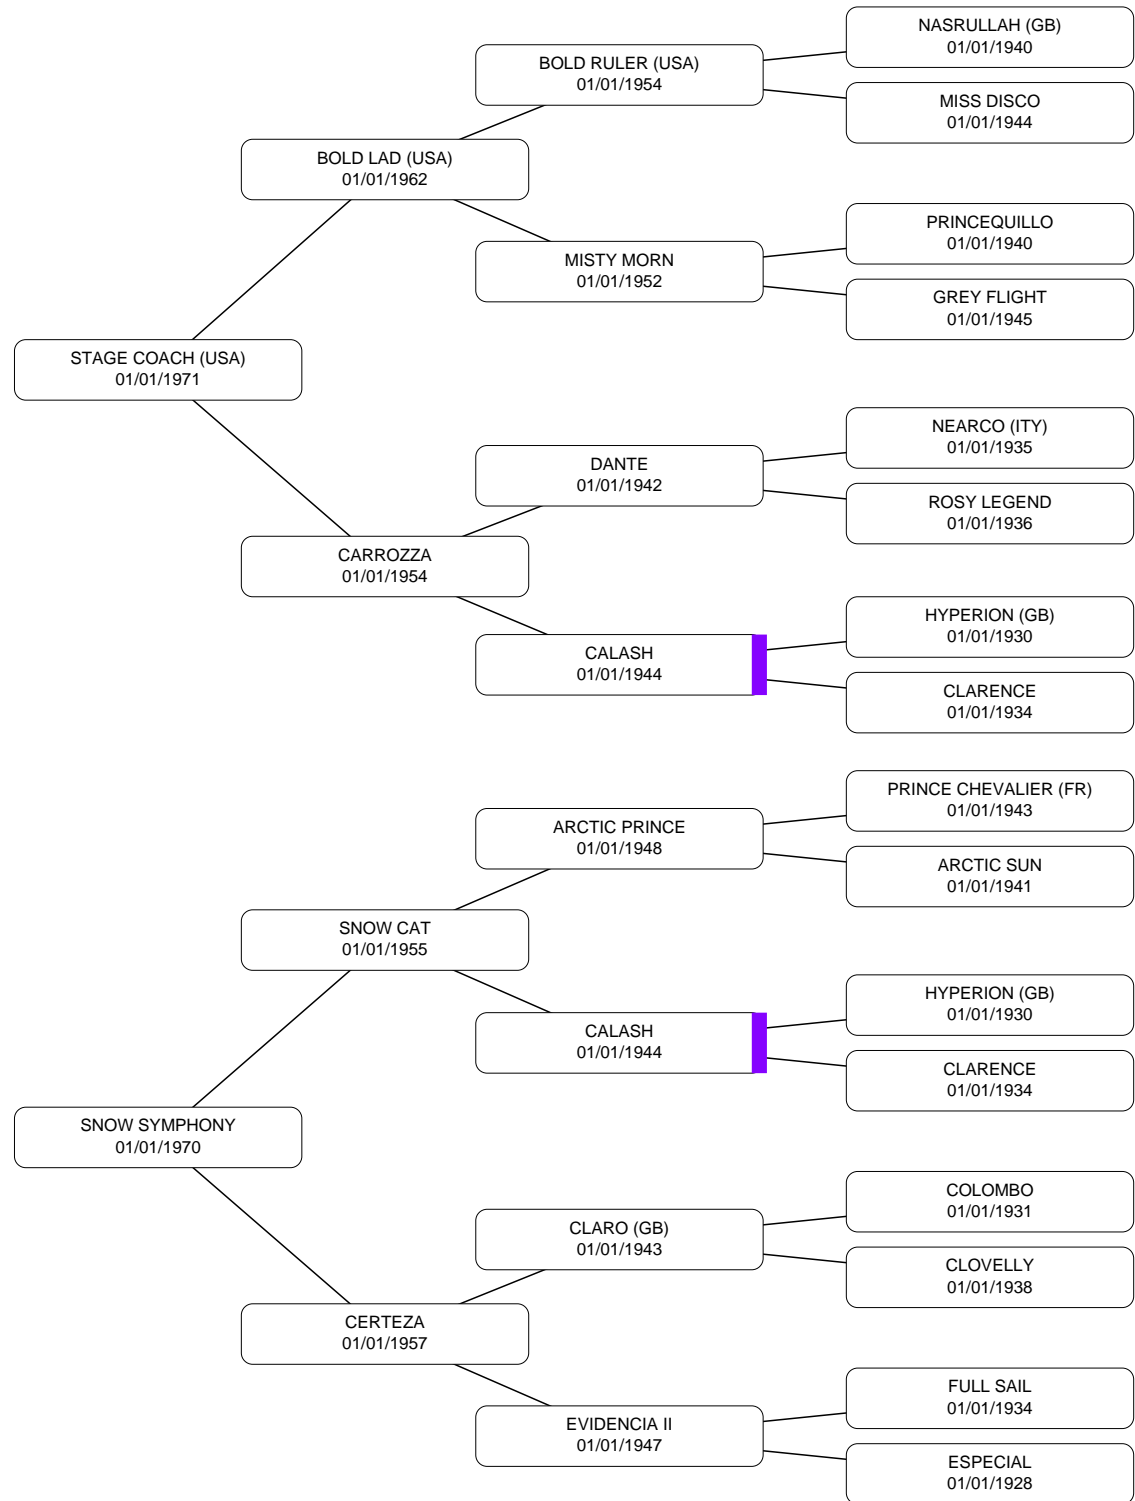 NASRULLAH (GB)
01/01/1940
BOLD RULER (USA)
01/01/1954
MISS DISCO
01/01/1944
BOLD LAD (USA)
01/01/1962
PRINCEQUILLO
01/01/1940
MISTY MORN
01/01/1952
GREY FLIGHT
01/01/1945
STAGE COACH (USA)
01/01/1971
NEARCO (ITY)
01/01/1935
DANTE
01/01/1942
ROSY LEGEND
01/01/1936
CARROZZA
01/01/1954
HYPERION (GB)
01/01/1930
CALASH
01/01/1944
CLARENCE
01/01/1934
PRINCE CHEVALIER (FR)
01/01/1943
ARCTIC PRINCE
01/01/1948
ARCTIC SUN
01/01/1941
SNOW CAT
01/01/1955
HYPERION (GB)
01/01/1930
CALASH
01/01/1944
CLARENCE
01/01/1934
SNOW SYMPHONY
01/01/1970
COLOMBO
01/01/1931
CLARO (GB)
01/01/1943
CLOVELLY
01/01/1938
CERTEZA
01/01/1957
FULL SAIL
01/01/1934
EVIDENCIA II
01/01/1947
ESPECIAL
01/01/1928